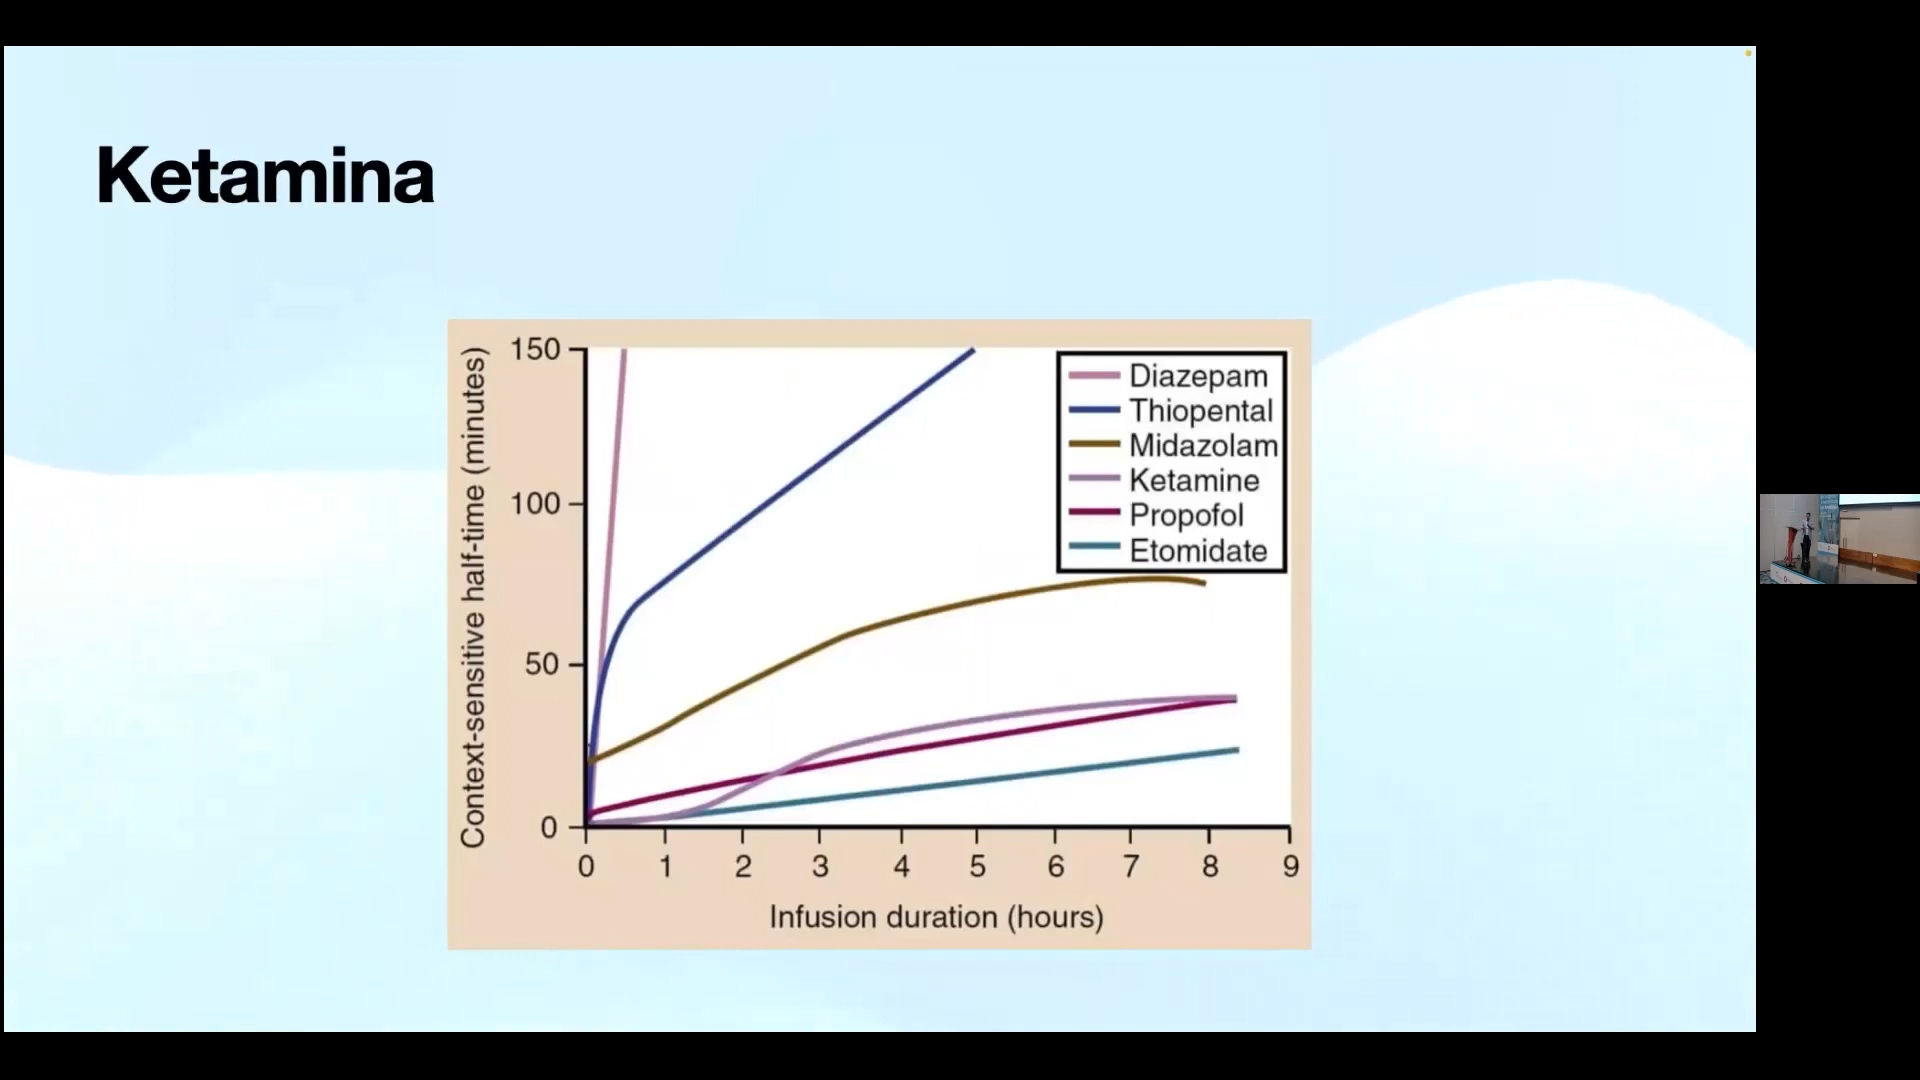 Ketamina
Context-sensitive half-time (minutes)
150
100
50
0
Diazepam
Thiopental
Midazolam
Ketamine
Propofol
Etomidate
0 1 2 3 4 5 6 7 8 9
Infusion duration (hours)